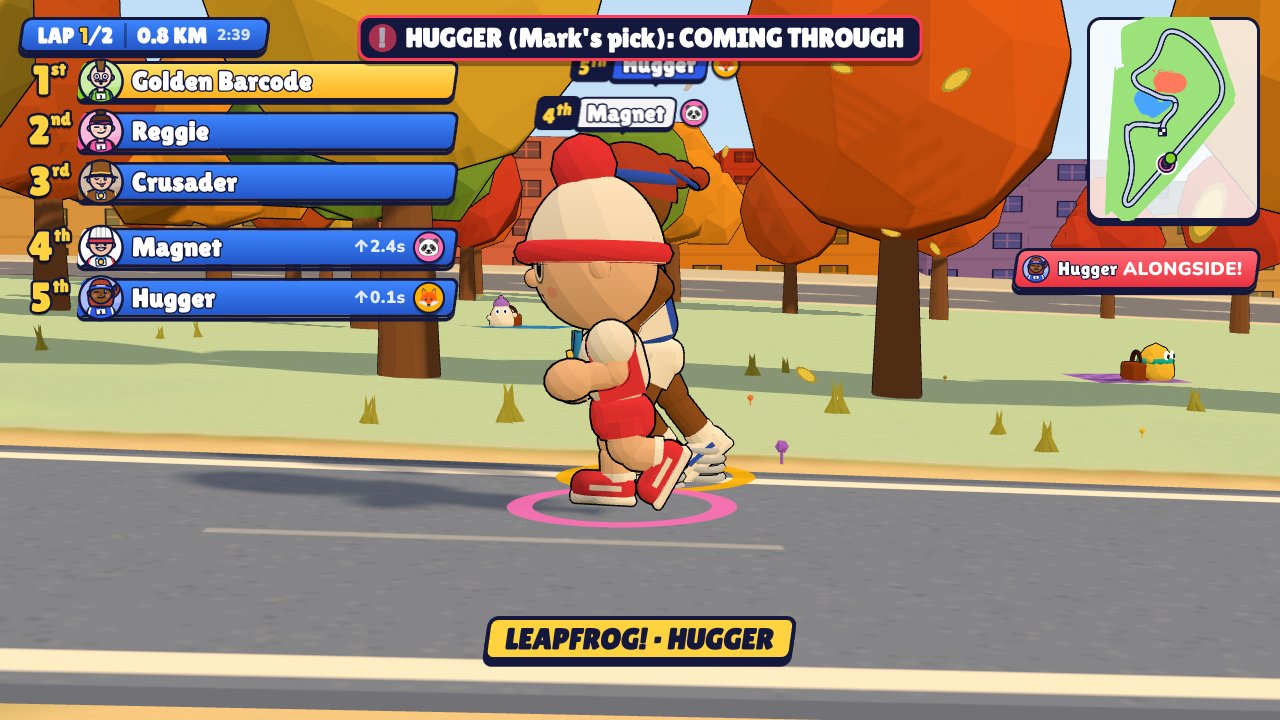 LAP 1/2 0.8 KM 2:39
! HUGGER (Mark's pick): COMING THROUGH
1st Golden Barcode
2nd Reggie
3rd Crusader
4th Magnet ↑2.4s
5th Hugger ↑0.1s
5th Hugger
4th Magnet
Hugger ALONGSIDE!
LEAPFROG! · HUGGER